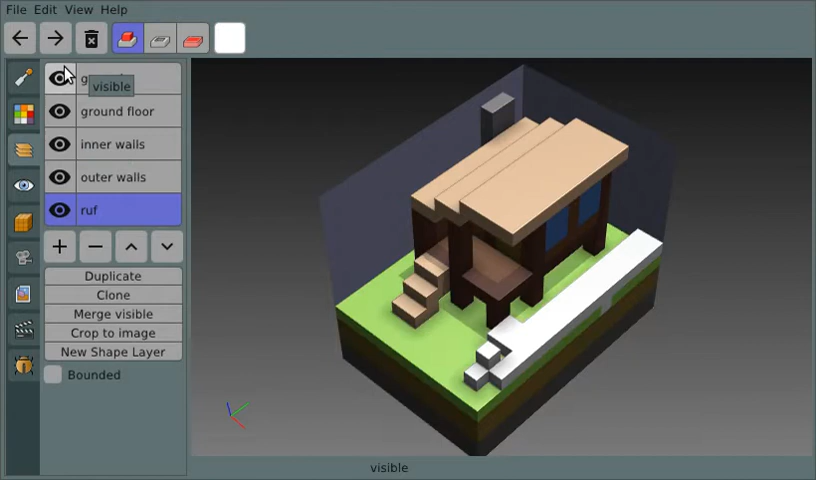 File Edit View Help
visible
ground floor
inner walls
outer walls
ruf
Duplicate
Clone
Merge visible
Crop to image
New Shape Layer
Bounded
visible